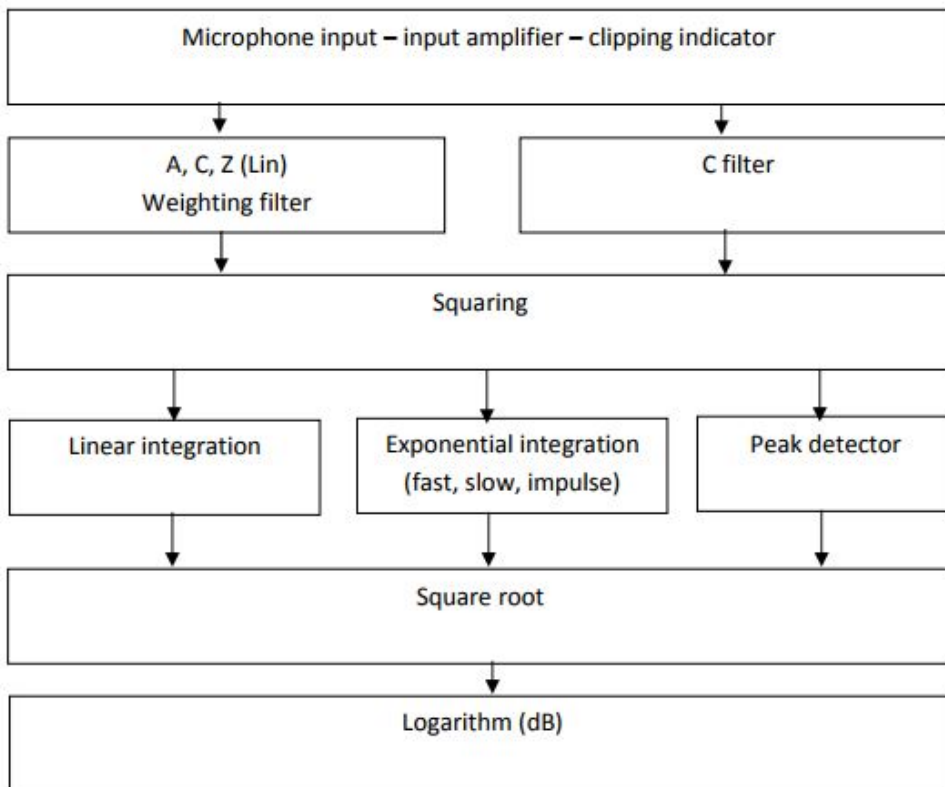 Microphone input – input amplifier – clipping indicator
A, C, Z (Lin)
Weighting filter
C filter
Squaring
Linear integration
Exponential integration
(fast, slow, impulse)
Peak detector
Square root
Logarithm (dB)